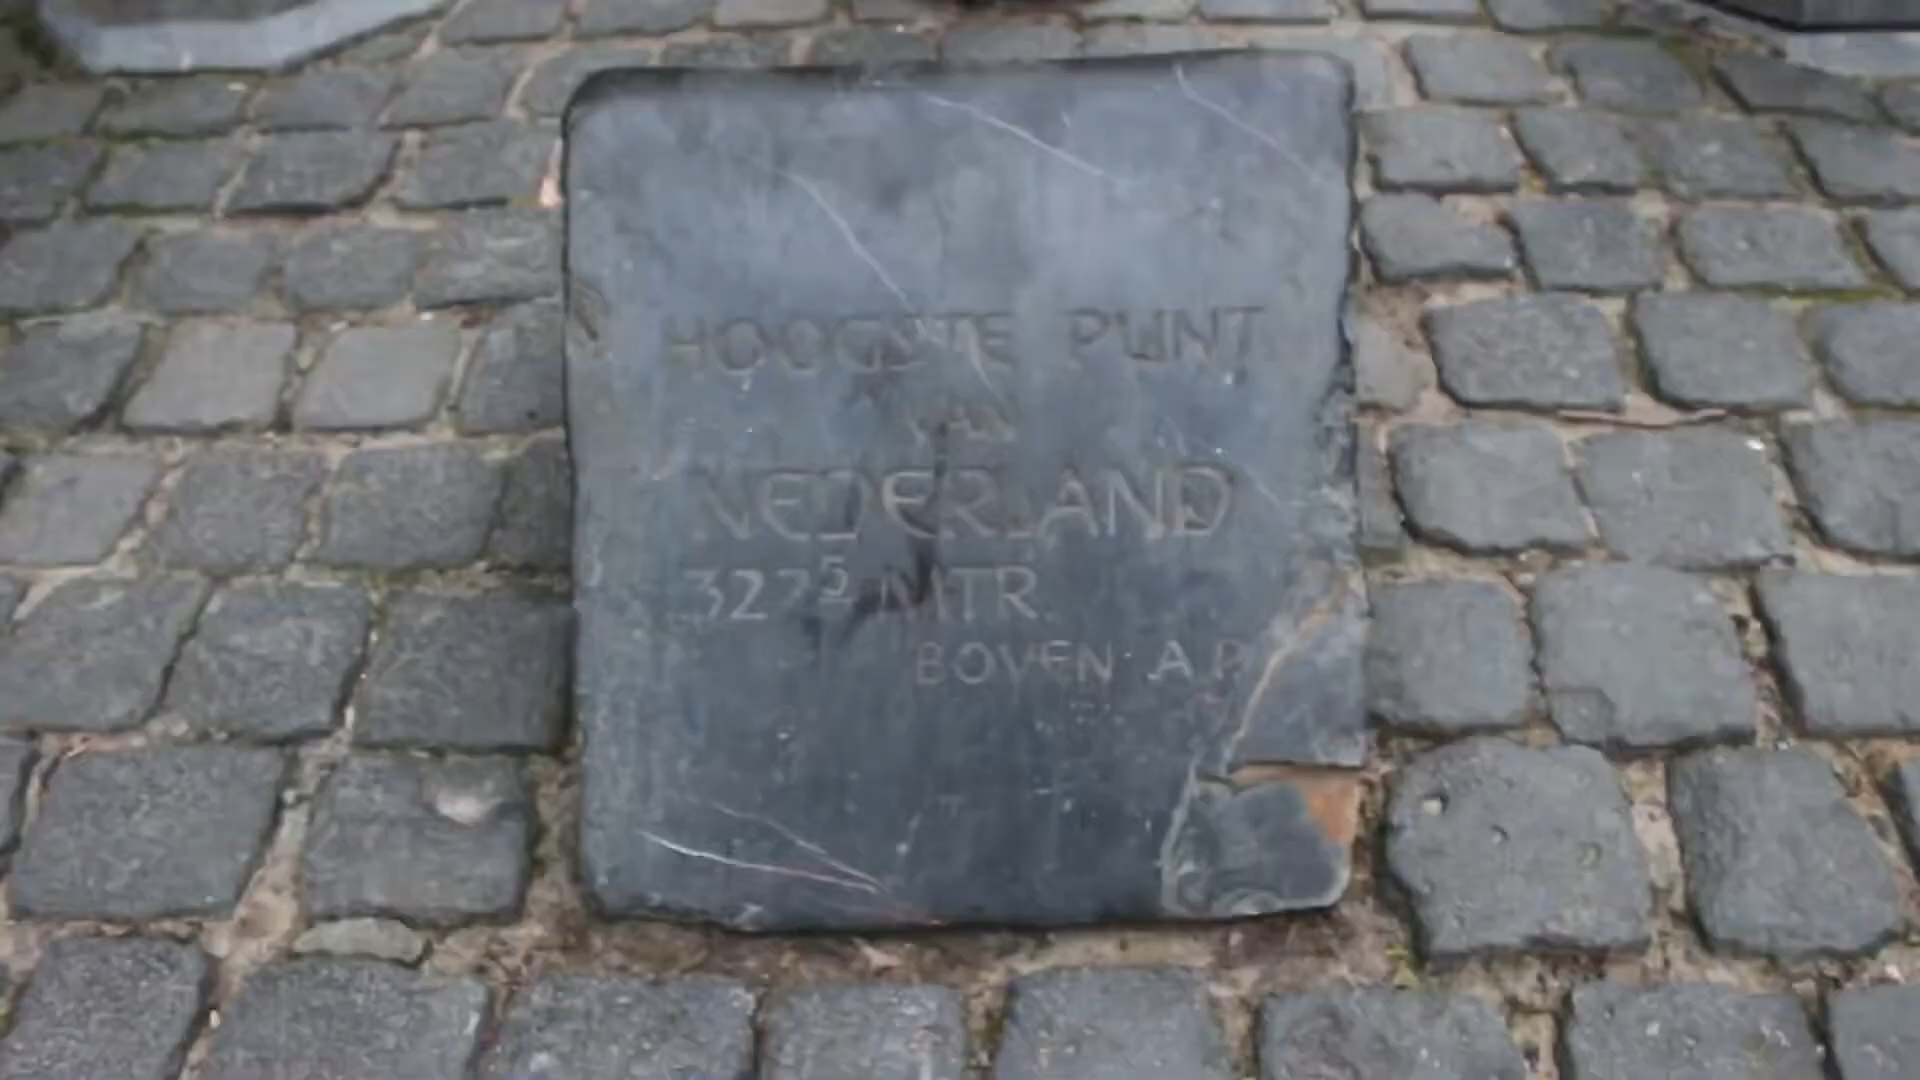 HOOGSTE PUNT
VAN
NEDERLAND
322⁵ MTR.
BOVEN A.P.